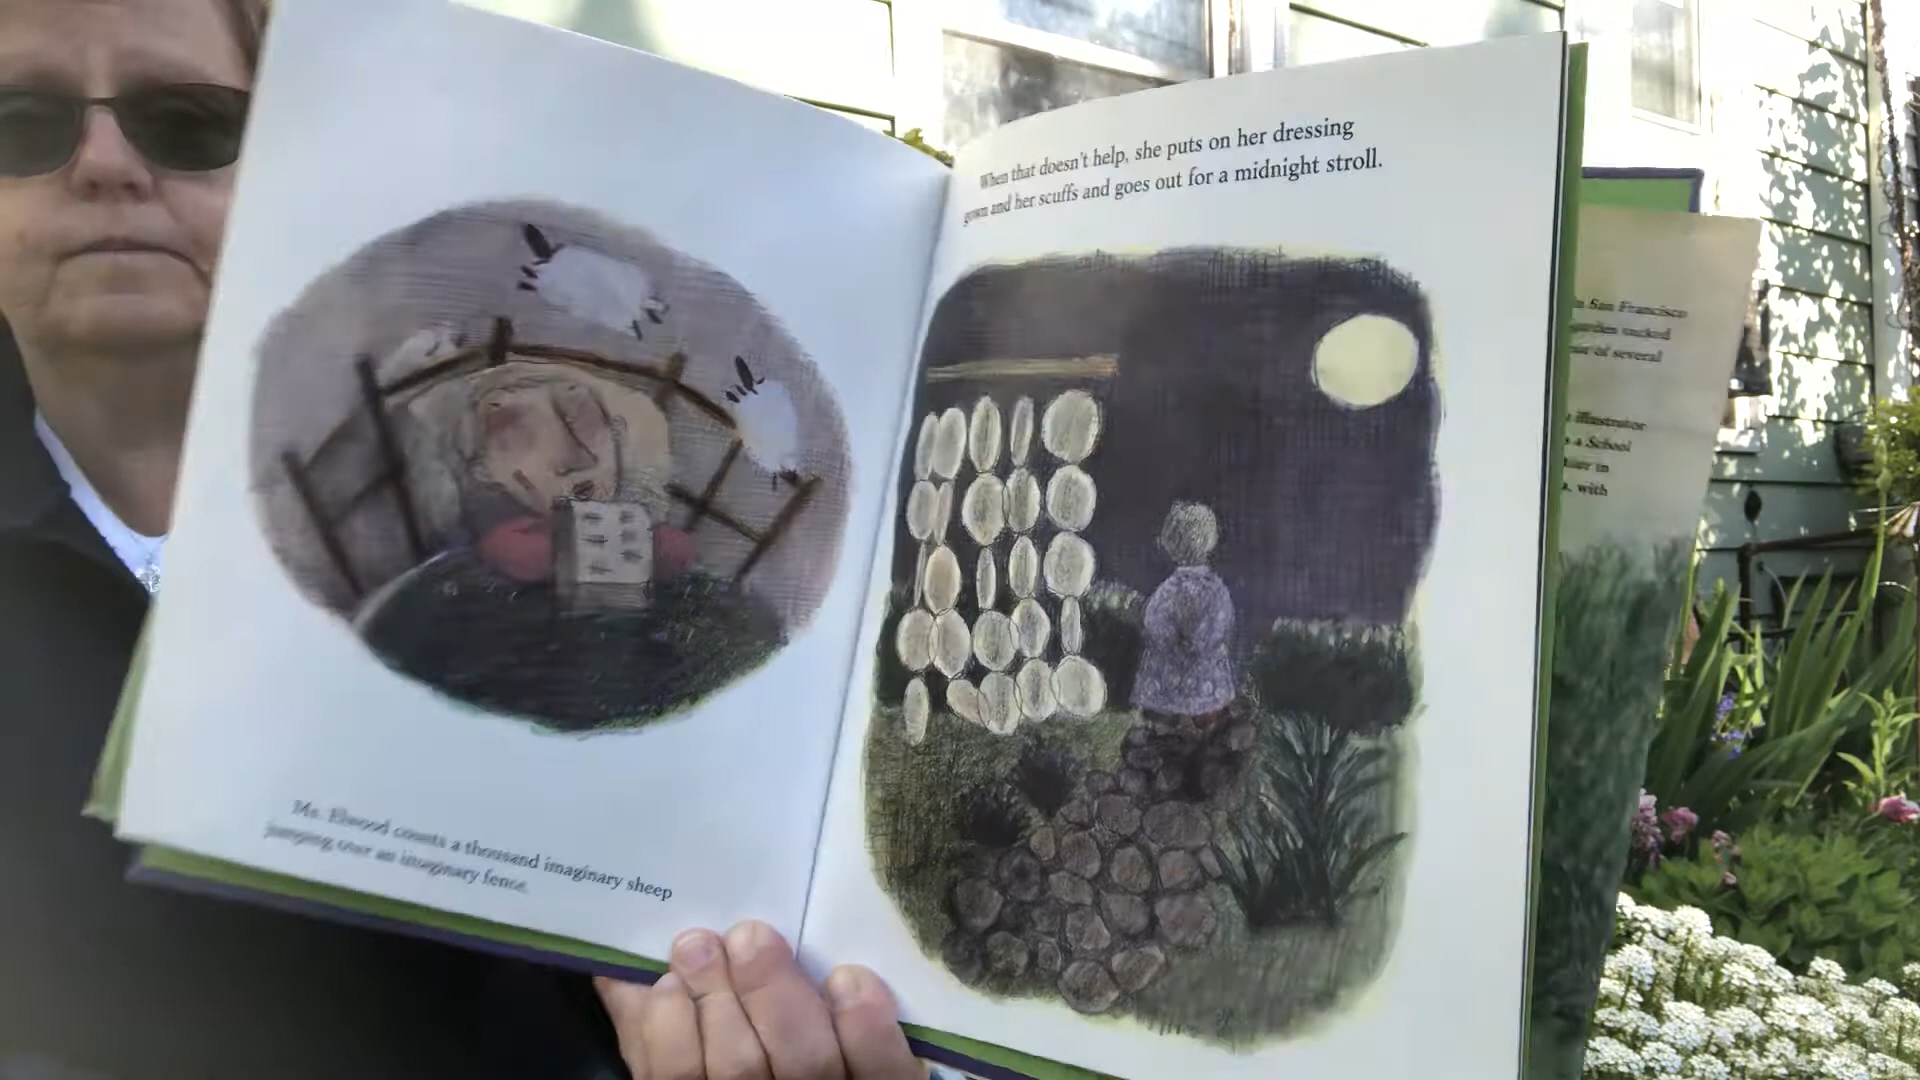 Ms. Elwood counts a thousand imaginary sheep
jumping over an imaginary fence.
When that doesn't help, she puts on her dressing
gown and her scuffs and goes out for a midnight stroll.
San Francisco
garden
of several
illustrator
a School
in
with